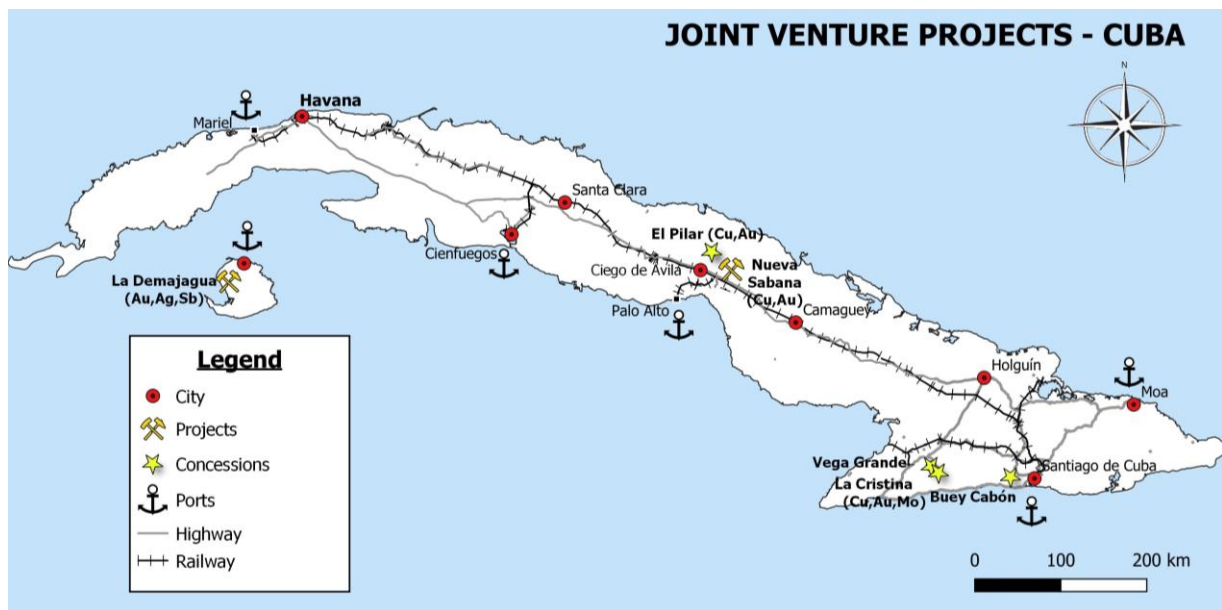 JOINT VENTURE PROJECTS - CUBA
N
Havana
Mariel
Santa Clara
El Pilar (Cu,Au)
Cienfuegos
Ciego de Ávila
Nueva
Sabana
(Cu,Au)
La Demajagua
(Au,Ag,Sb)
Palo Alto
Camaguey
Holguín
Moa
Vega Grande
La Cristina
(Cu,Au,Mo)
Buey Cabón
Santiago de Cuba
Legend
City
Projects
Concessions
Ports
Highway
Railway
0 100 200 km